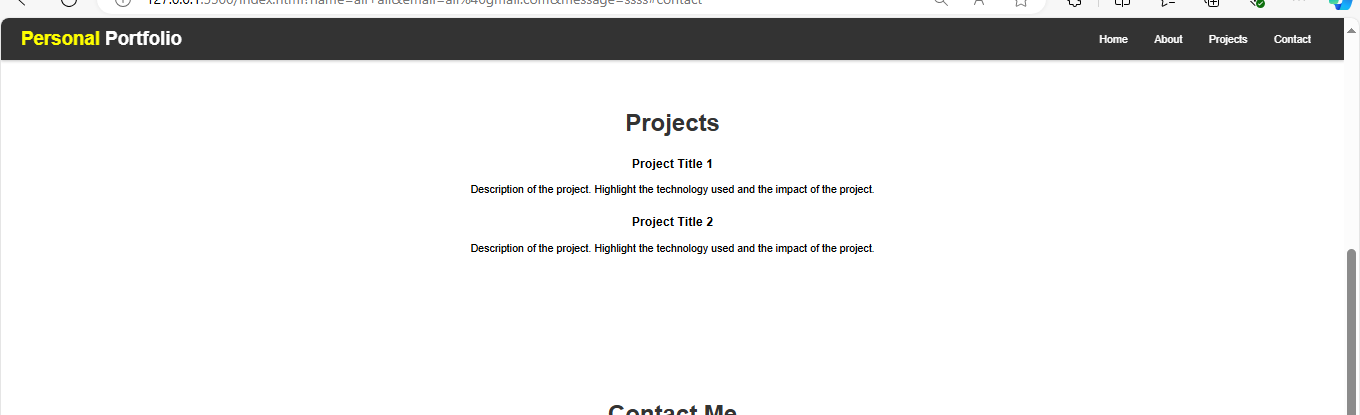 127.0.0.1:5500/index.html?name=ali+ali&email=ali%40gmail.com&message=ssss#contact
Personal Portfolio
Home About Projects Contact
Projects
Project Title 1
Description of the project. Highlight the technology used and the impact of the project.
Project Title 2
Description of the project. Highlight the technology used and the impact of the project.
Contact Me